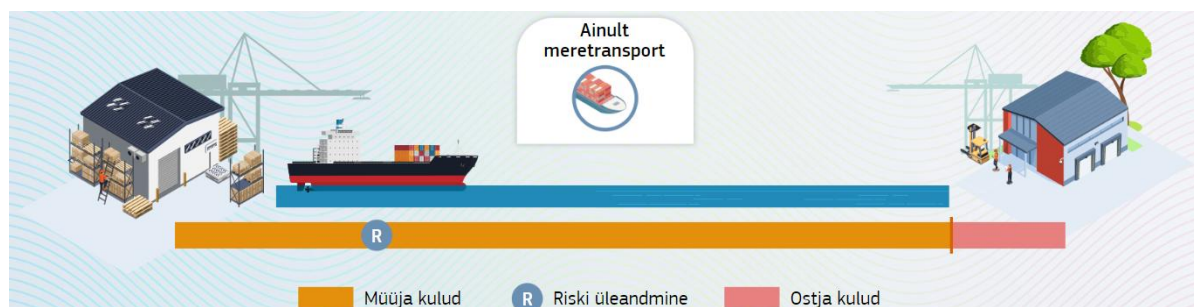 Ainult
meretransport
R
Müüja kulud
R Riski üleandmine
Ostja kulud